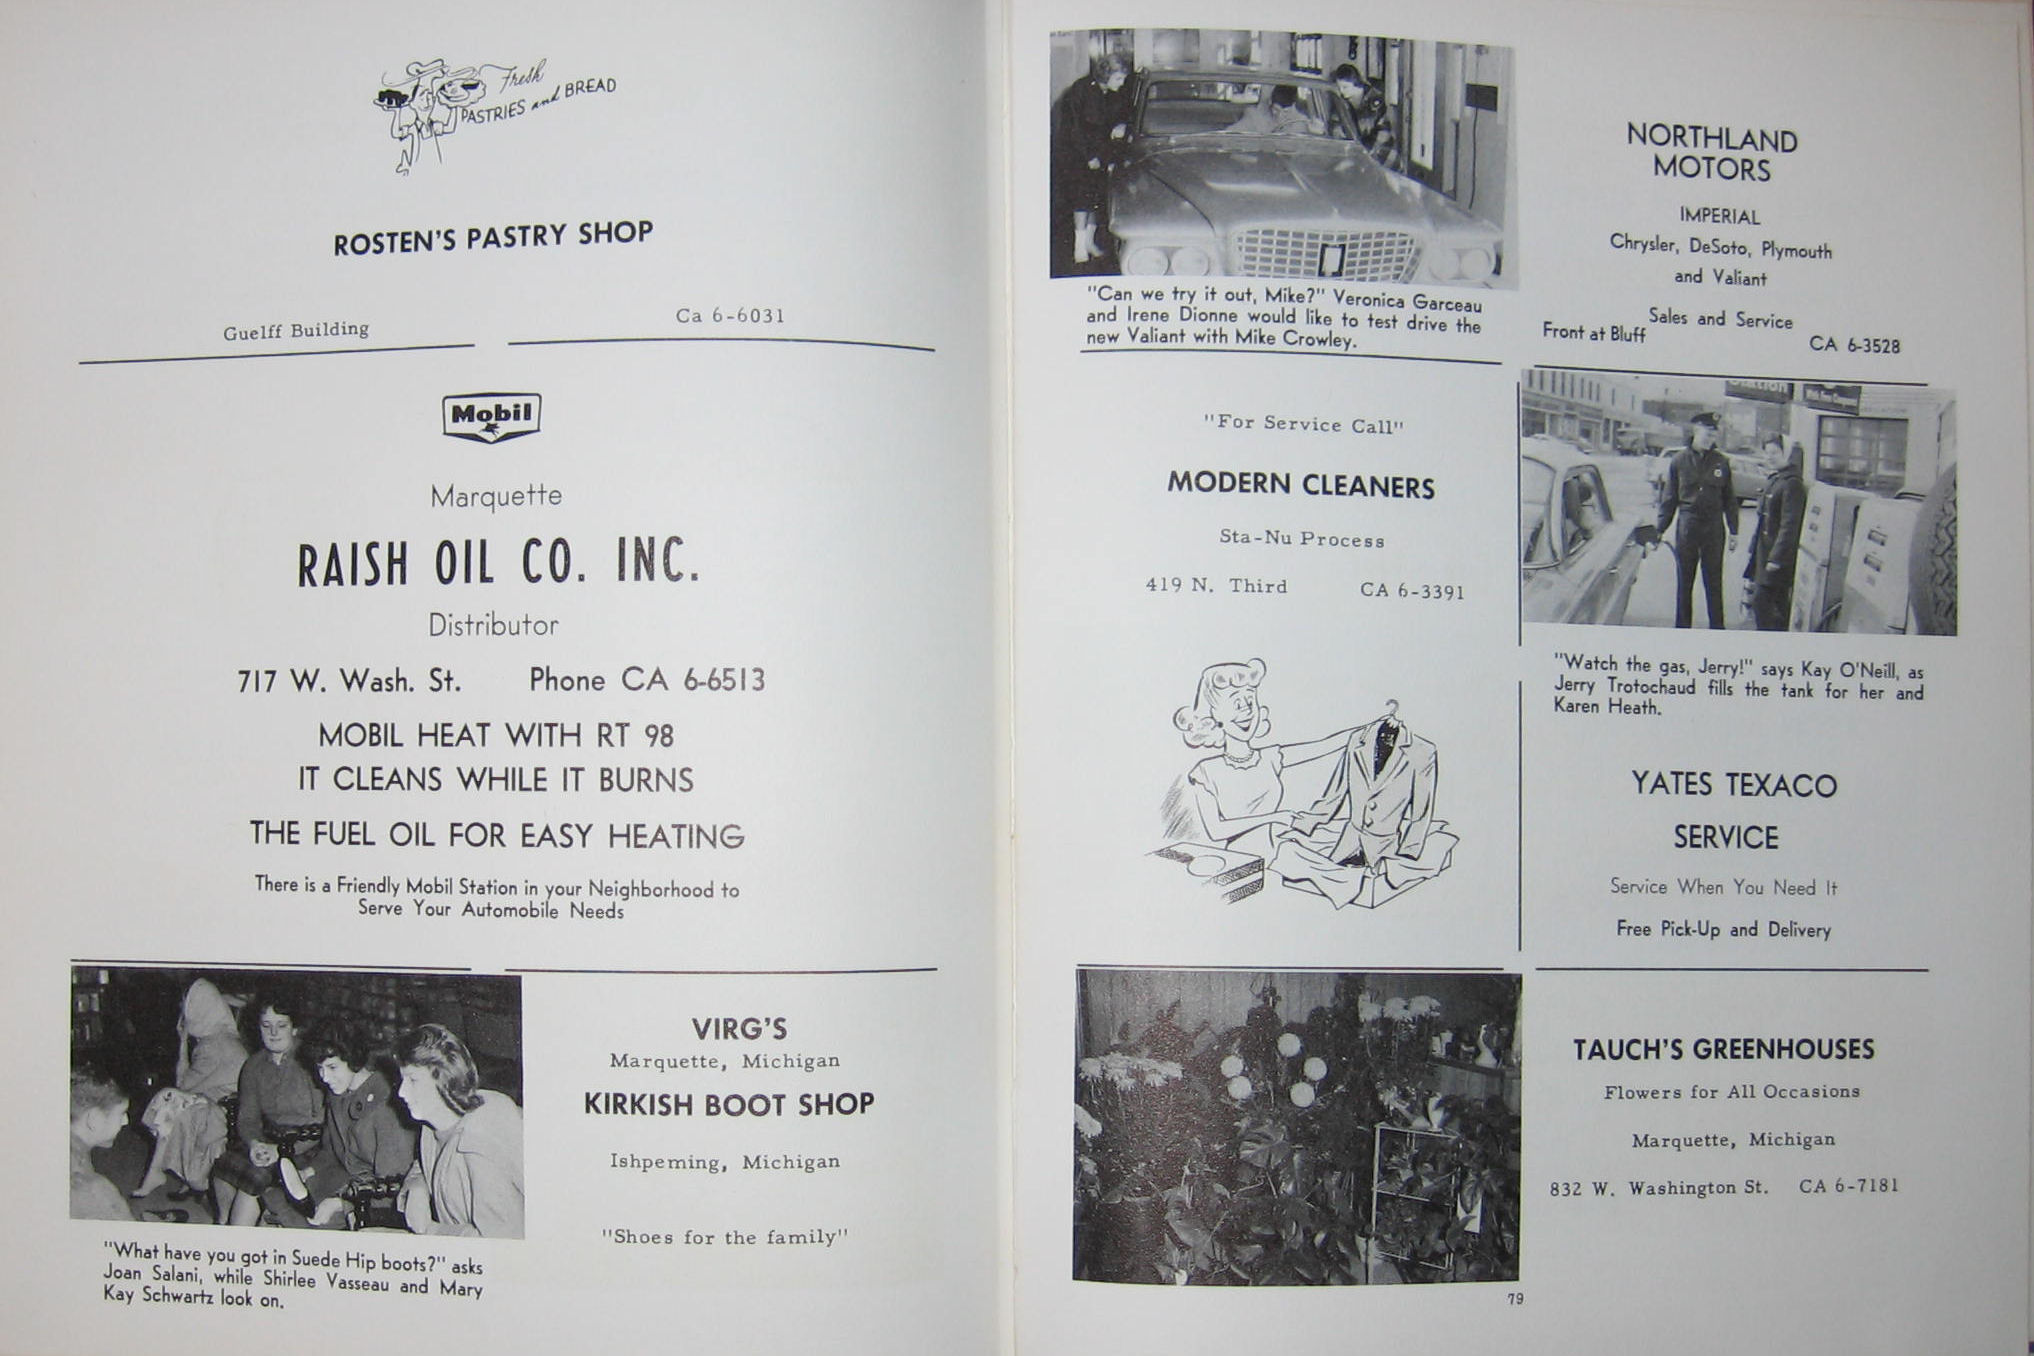 Fresh
PASTRIES and BREAD
ROSTEN'S PASTRY SHOP
Guelff Building Ca 6-6031
Mobil
Marquette
RAISH OIL CO. INC.
Distributor
717 W. Wash. St. Phone CA 6-6513
MOBIL HEAT WITH RT 98
IT CLEANS WHILE IT BURNS
THE FUEL OIL FOR EASY HEATING
There is a Friendly Mobil Station in your Neighborhood to
Serve Your Automobile Needs
VIRG'S
Marquette, Michigan
KIRKISH BOOT SHOP
Ishpeming, Michigan
"Shoes for the family"
"What have you got in Suede Hip boots?" asks
Joan Salani, while Shirlee Vasseau and Mary
Kay Schwartz look on.
"Can we try it out, Mike?" Veronica Garceau
and Irene Dionne would like to test drive the
new Valiant with Mike Crowley.
NORTHLAND
MOTORS
IMPERIAL
Chrysler, DeSoto, Plymouth
and Valiant
Sales and Service
Front at Bluff CA 6-3528
"For Service Call"
MODERN CLEANERS
Sta-Nu Process
419 N. Third CA 6-3391
Station
"Watch the gas, Jerry!" says Kay O'Neill, as
Jerry Trotochaud fills the tank for her and
Karen Heath.
YATES TEXACO
SERVICE
Service When You Need It
Free Pick-Up and Delivery
TAUCH'S GREENHOUSES
Flowers for All Occasions
Marquette, Michigan
832 W. Washington St. CA 6-7181
79